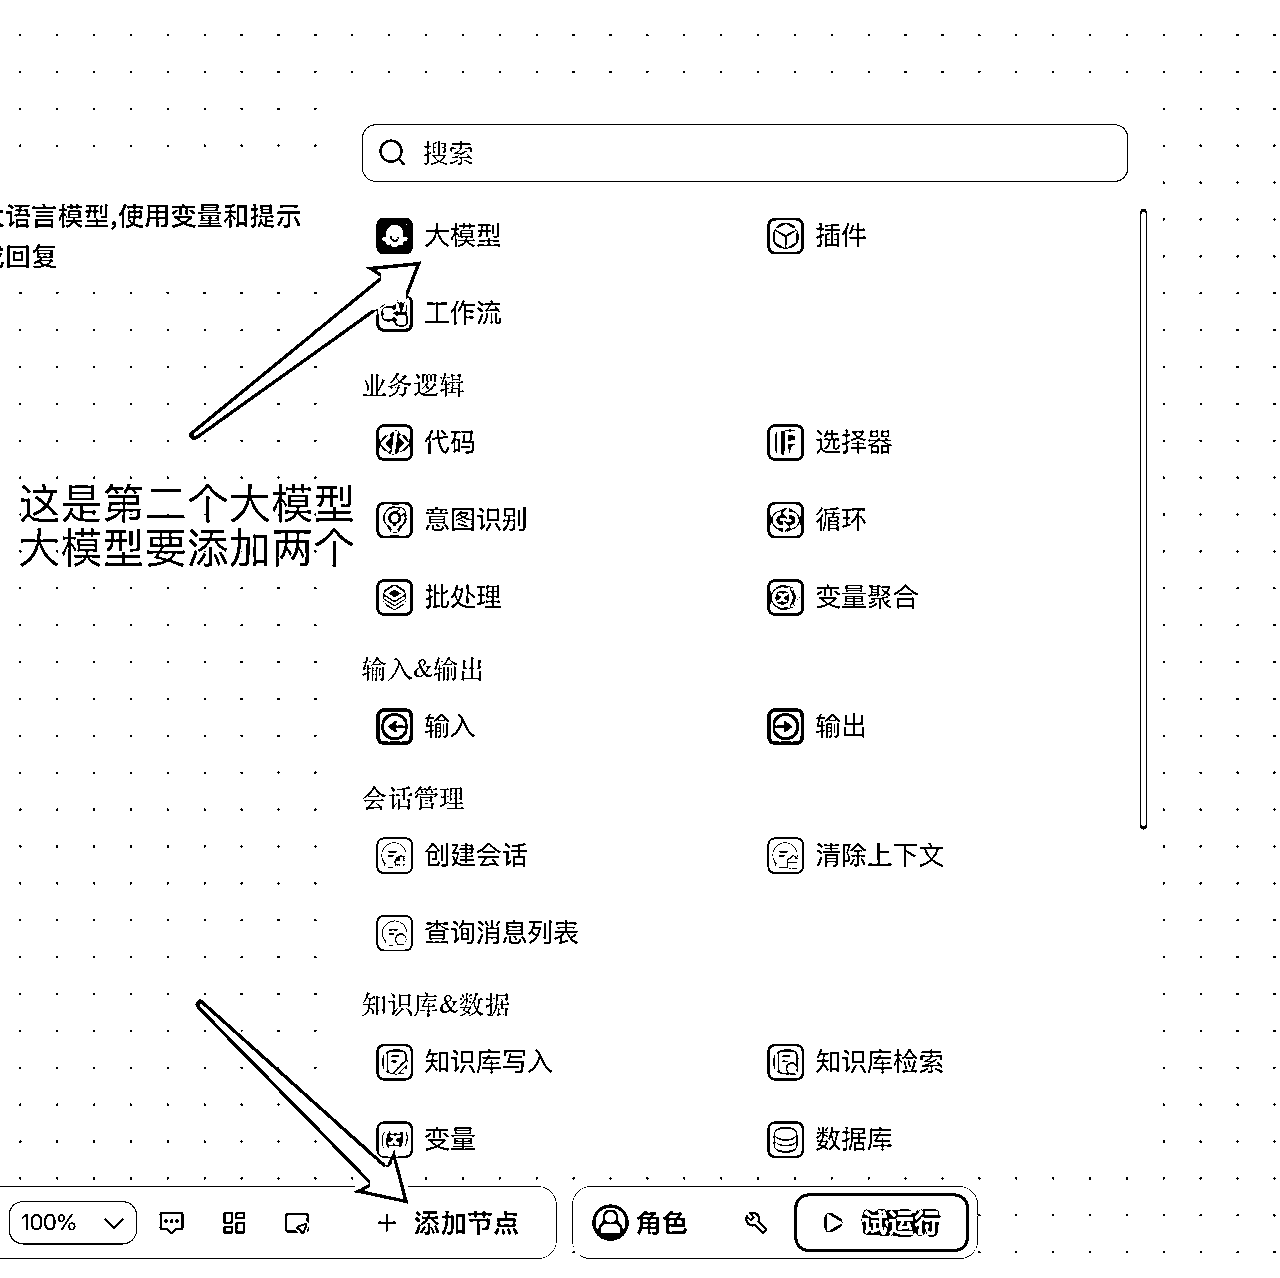 搜索
语言模型,使用变量和提示
回复
大模型
插件
工作流
业务逻辑
代码
选择器
这是第二个大模型
大模型要添加两个
意图识别
循环
批处理
变量聚合
输入&输出
输入
输出
会话管理
创建会话
清除上下文
查询消息列表
知识库&数据
知识库写入
知识库检索
变量
数据库
100%
添加节点
角色
试运行